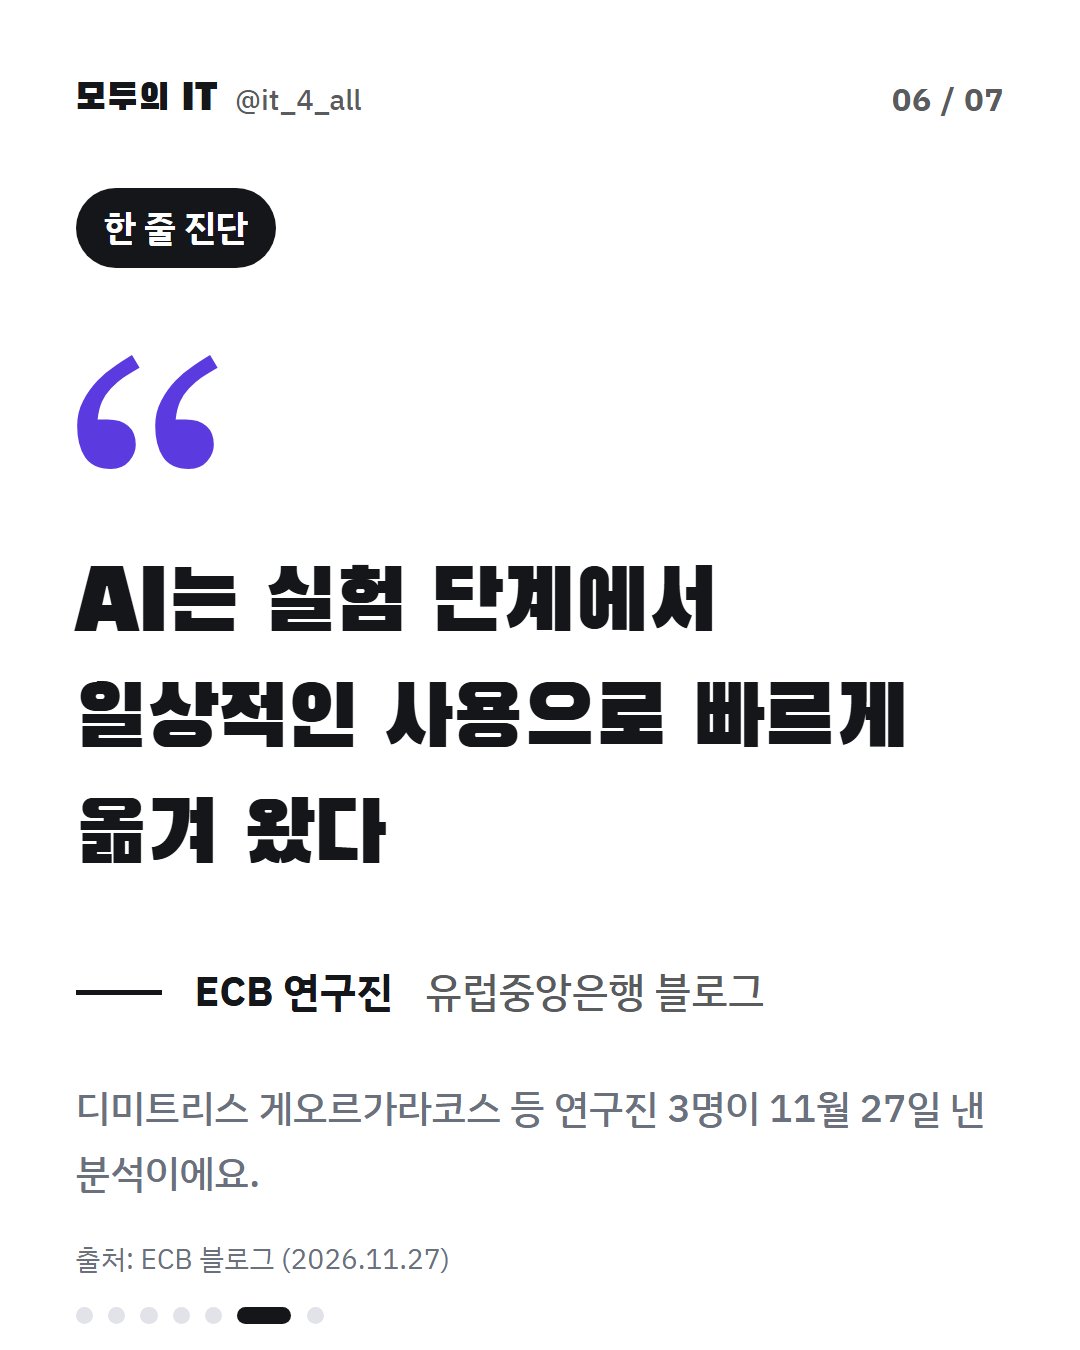 모두의 IT @it_4_all
06 / 07
한 줄 진단
“
AI는 실험 단계에서
일상적인 사용으로 빠르게
옮겨 왔다
ECB 연구진 유럽중앙은행 블로그
디미트리스 게오르가라코스 등 연구진 3명이 11월 27일 낸
분석이에요.
출처: ECB 블로그 (2026.11.27)